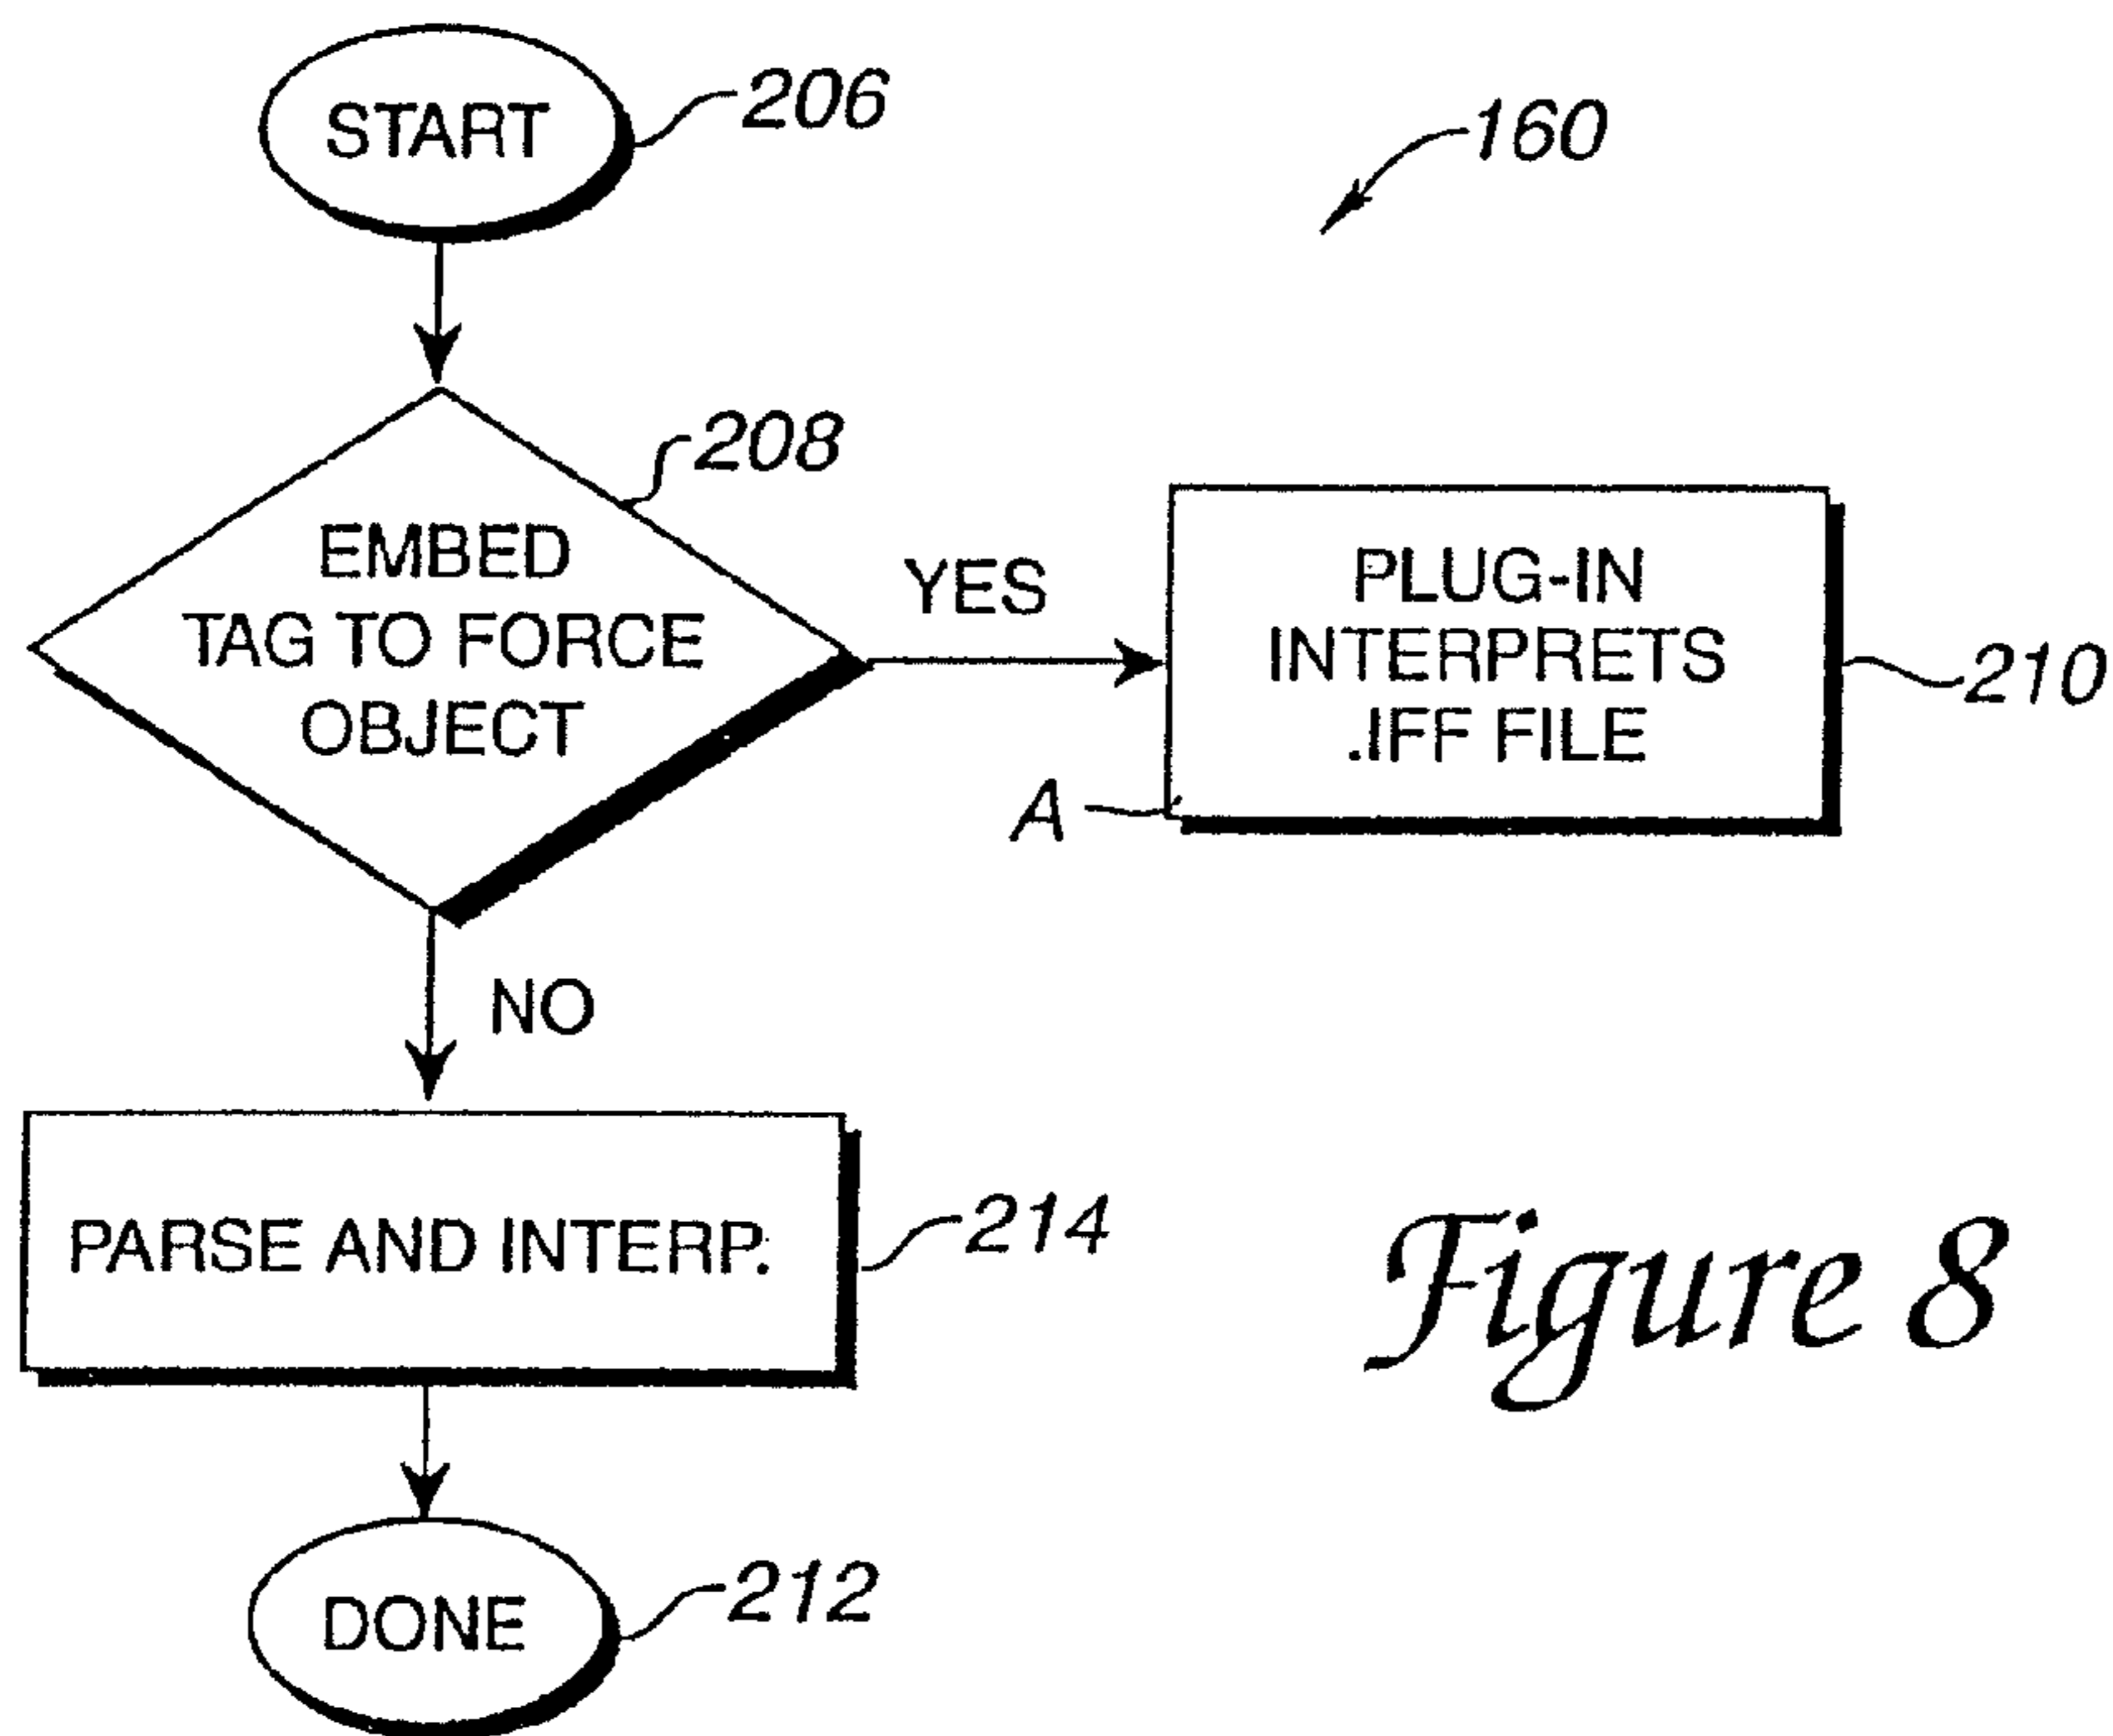 START
206
160
208
EMBED
TAG TO FORCE
OBJECT
YES
PLUG-IN
INTERPRETS
.IFF FILE
210
A
NO
PARSE AND INTERP.
214
Figure 8
DONE
212